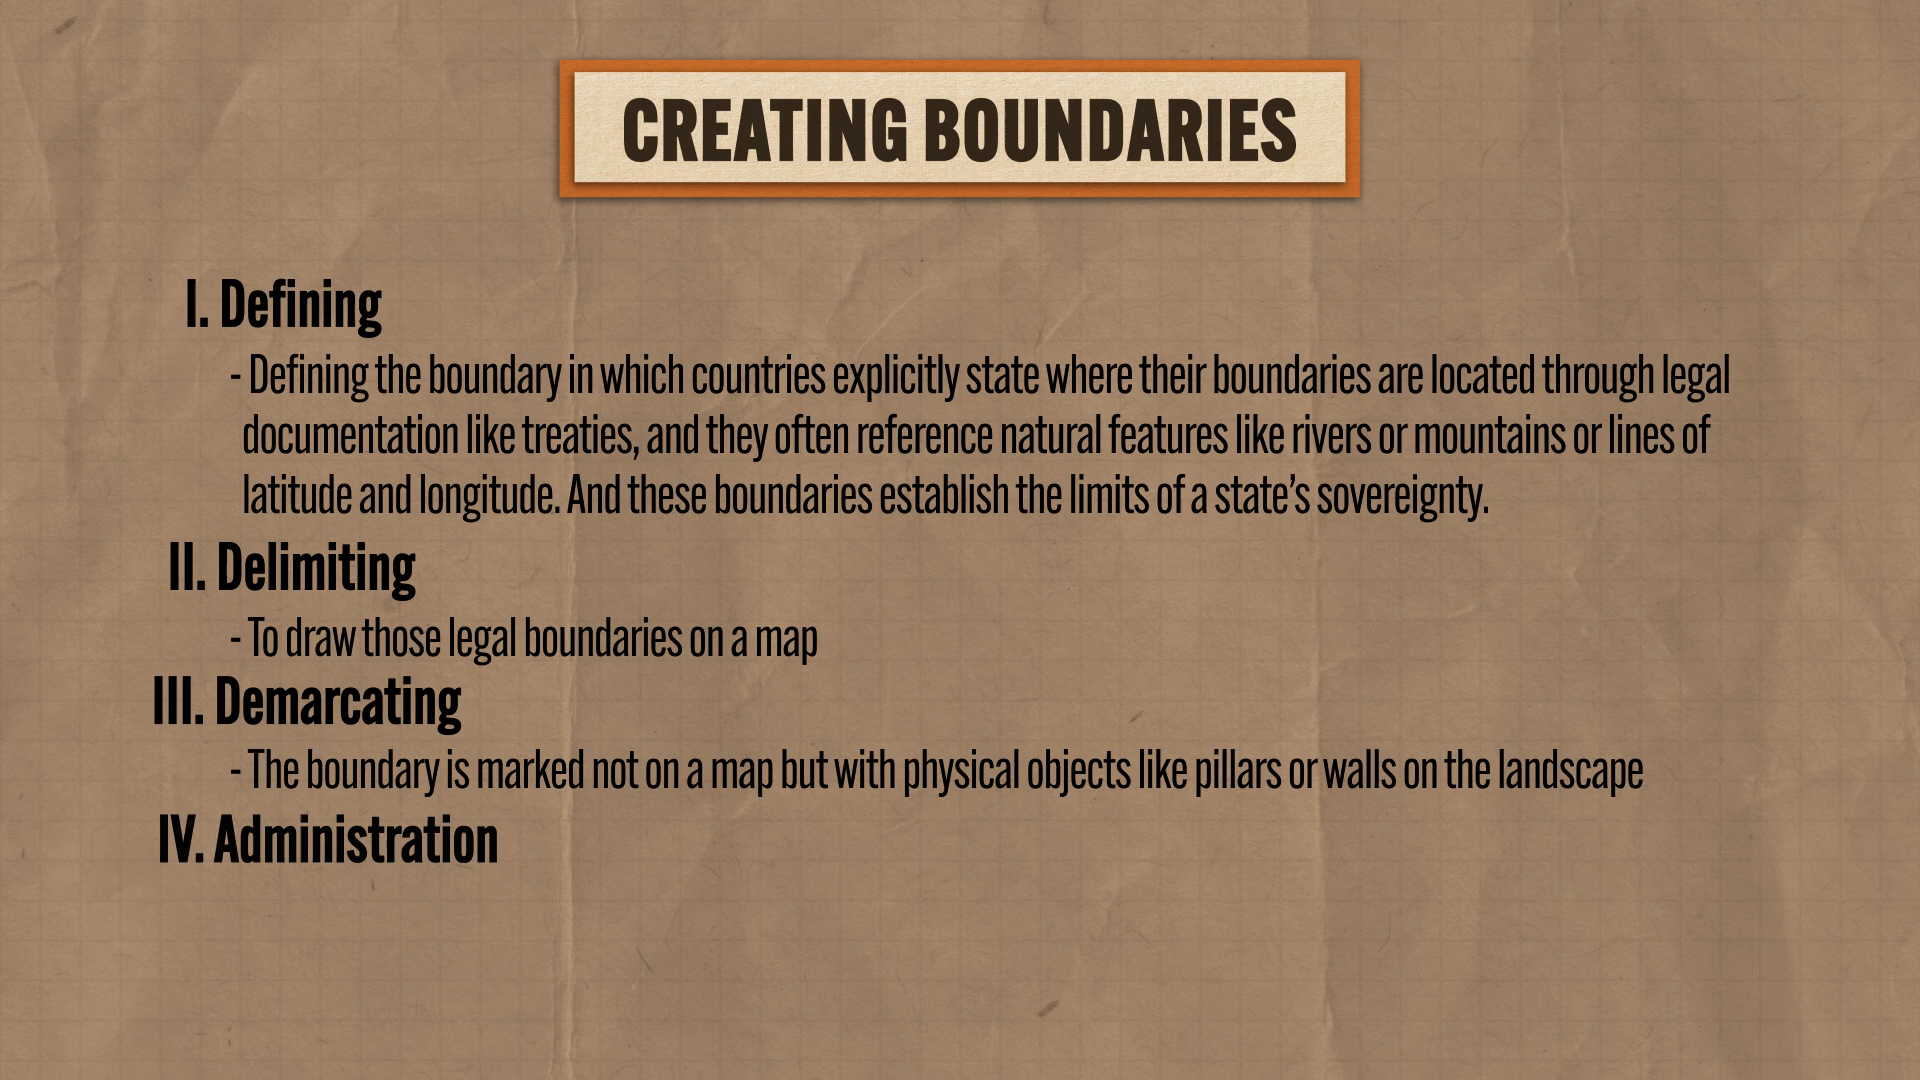 CREATING BOUNDARIES
I. Defining
- Defining the boundary in which countries explicitly state where their boundaries are located through legal
documentation like treaties, and they often reference natural features like rivers or mountains or lines of
latitude and longitude. And these boundaries establish the limits of a state’s sovereignty.
II. Delimiting
- To draw those legal boundaries on a map
III. Demarcating
- The boundary is marked not on a map but with physical objects like pillars or walls on the landscape
IV. Administration